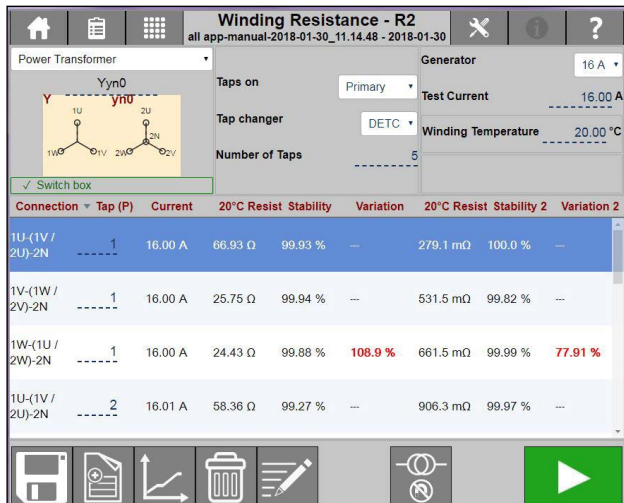 Winding Resistance - R2
all app-manual-2018-01-30_11.14.48 - 2018-01-30
?
Power Transformer
Yyn0
Y yn0
1U 2U
2N
1W 1V 2W 2V
✓ Switch box
Taps on Primary
Tap changer DETC
Number of Taps 5
Generator 16 A
Test Current 16.00 A
Winding Temperature 20.00 °C
Connection Tap (P) Current 20°C Resist Stability Variation 20°C Resist Stability 2 Variation 2
1U-(1V / 2U)-2N 1 16.00 A 66.93 Ω 99.93 % --- 279.1 mΩ 100.0 % ---
1V-(1W / 2V)-2N 1 16.00 A 25.75 Ω 99.94 % --- 531.5 mΩ 99.82 % ---
1W-(1U / 2W)-2N 1 16.00 A 24.43 Ω 99.88 % 108.9 % 661.5 mΩ 99.99 % 77.91 %
1U-(1V / 2U)-2N 2 16.01 A 58.36 Ω 99.27 % --- 906.3 mΩ 99.97 % ---